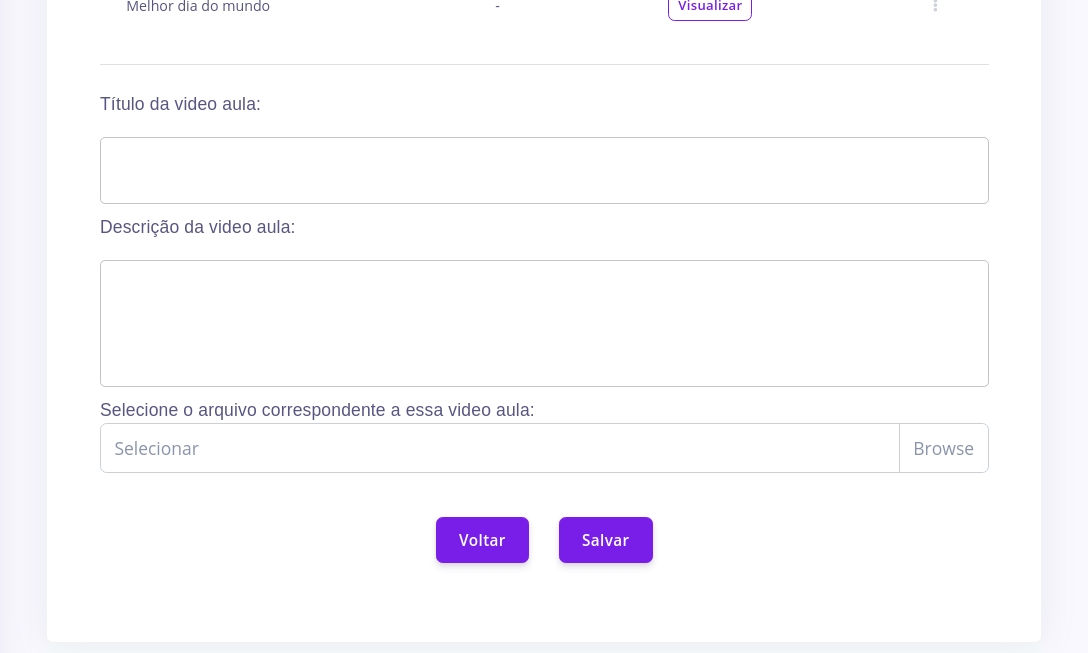 Melhor dia do mundo - Visualizar
Título da video aula:
Descrição da video aula:
Selecione o arquivo correspondente a essa video aula:
Selecionar Browse
Voltar Salvar